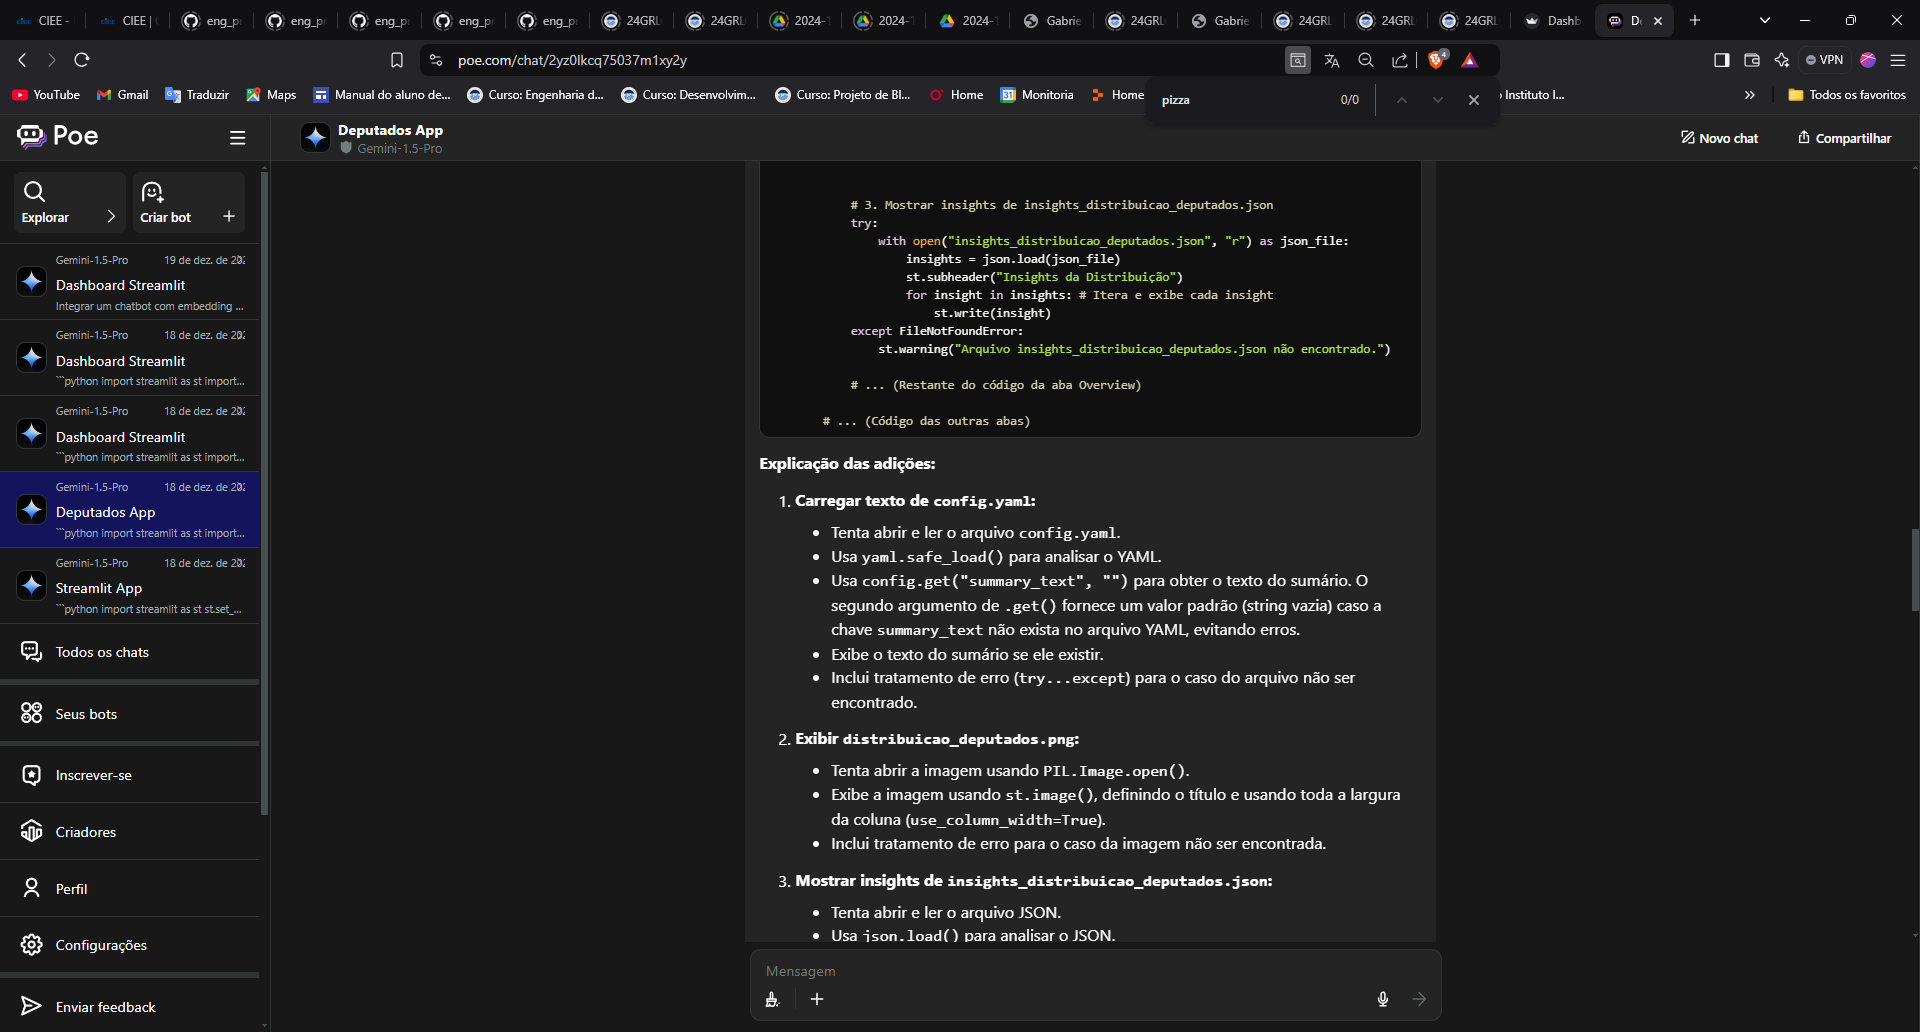 CIEE -
CIEE | (
eng_p
eng_p
eng_p
eng_p
eng_p
24GRL
24GRL
2024-
2024-
2024-
Gabrie
24GRL
Gabrie
24GRL
24GRL
24GRL
Dashb
D
poe.com/chat/2yz0lkcq75037m1xy2y
4
VPN
YouTube
Gmail
Traduzir
Maps
Manual do aluno de...
Curso: Engenharia d...
Curso: Desenvolvim...
Curso: Projeto de Bl...
Home
31
Monitoria
Home
Instituto I...
Todos os favoritos
pizza
0/0
Poe
Deputados App
Gemini-1.5-Pro
Novo chat
Compartilhar
Explorar
Criar bot
Gemini-1.5-Pro 19 de dez. de 202
Dashboard Streamlit
Integrar um chatbot com embedding ...
Gemini-1.5-Pro 18 de dez. de 202
Dashboard Streamlit
```python import streamlit as st import...
Gemini-1.5-Pro 18 de dez. de 202
Dashboard Streamlit
```python import streamlit as st import...
Gemini-1.5-Pro 18 de dez. de 202
Deputados App
```python import streamlit as st import...
Gemini-1.5-Pro 18 de dez. de 202
Streamlit App
```python import streamlit as st st.set_...
Todos os chats
Seus bots
Inscrever-se
Criadores
Perfil
Configurações
Enviar feedback
# 3. Mostrar insights de insights_distribuicao_deputados.json
try:
with open("insights_distribuicao_deputados.json", "r") as json_file:
insights = json.load(json_file)
st.subheader("Insights da Distribuição")
for insight in insights: # Itera e exibe cada insight
st.write(insight)
except FileNotFoundError:
st.warning("Arquivo insights_distribuicao_deputados.json não encontrado.")
# ... (Restante do código da aba Overview)
# ... (Código das outras abas)
Explicação das adições:
1. Carregar texto de config.yaml:
• Tenta abrir e ler o arquivo config.yaml.
• Usa yaml.safe_load() para analisar o YAML.
• Usa config.get("summary_text", "") para obter o texto do sumário. O
segundo argumento de .get() fornece um valor padrão (string vazia) caso a
chave summary_text não exista no arquivo YAML, evitando erros.
• Exibe o texto do sumário se ele existir.
• Inclui tratamento de erro (try...except) para o caso do arquivo não ser
encontrado.
2. Exibir distribuicao_deputados.png:
• Tenta abrir a imagem usando PIL.Image.open().
• Exibe a imagem usando st.image(), definindo o título e usando toda a largura
da coluna (use_column_width=True).
• Inclui tratamento de erro para o caso da imagem não ser encontrada.
3. Mostrar insights de insights_distribuicao_deputados.json:
• Tenta abrir e ler o arquivo JSON.
• Usa json.load() para analisar o JSON.
Mensagem